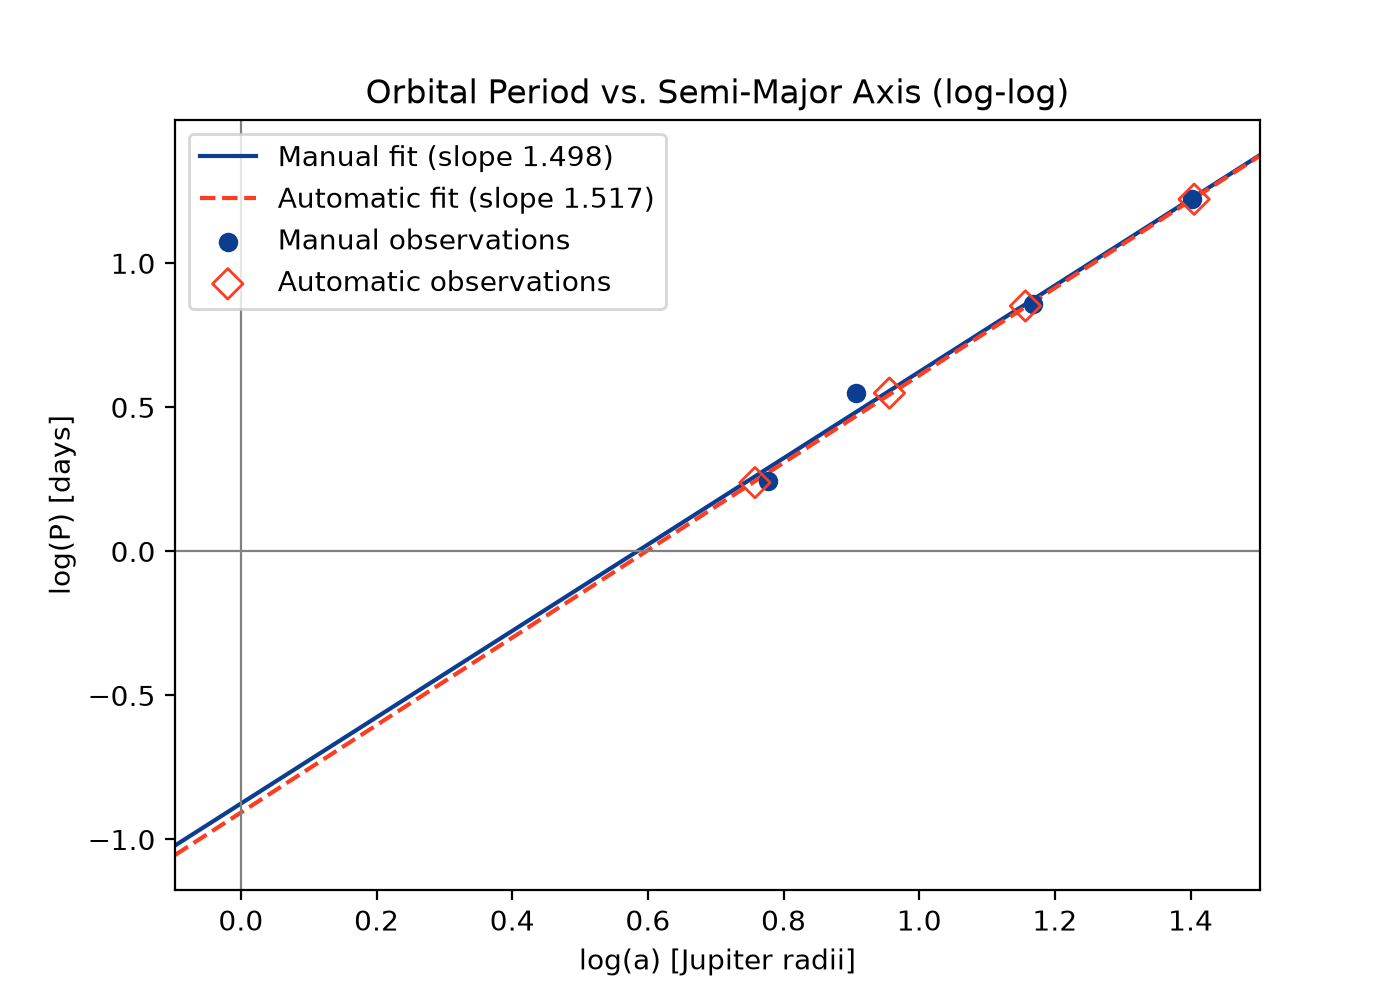 Orbital Period vs. Semi-Major Axis (log-log)
Manual fit (slope 1.498)
Automatic fit (slope 1.517)
Manual observations
Automatic observations
log(P) [days]
1.0
0.5
0.0
−0.5
−1.0
0.0 0.2 0.4 0.6 0.8 1.0 1.2 1.4
log(a) [Jupiter radii]